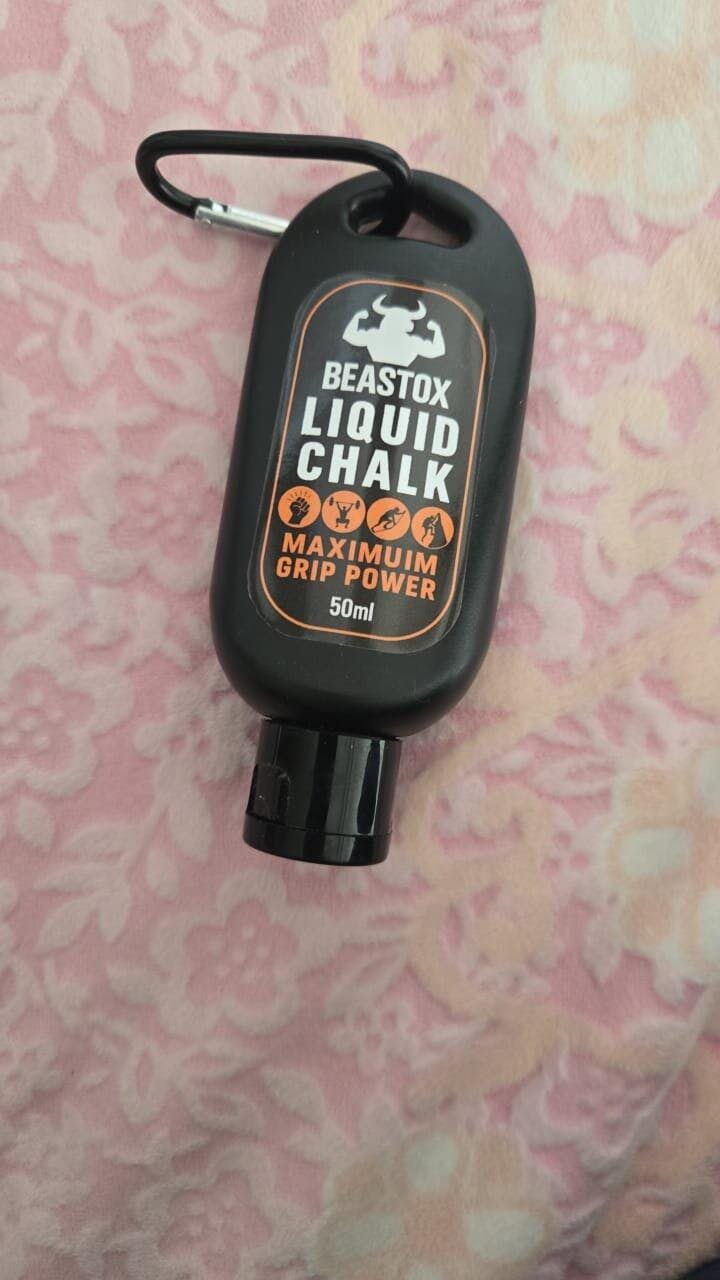 BEASTOX
LIQUID
CHALK
MAXIMUIM
GRIP POWER
50ml